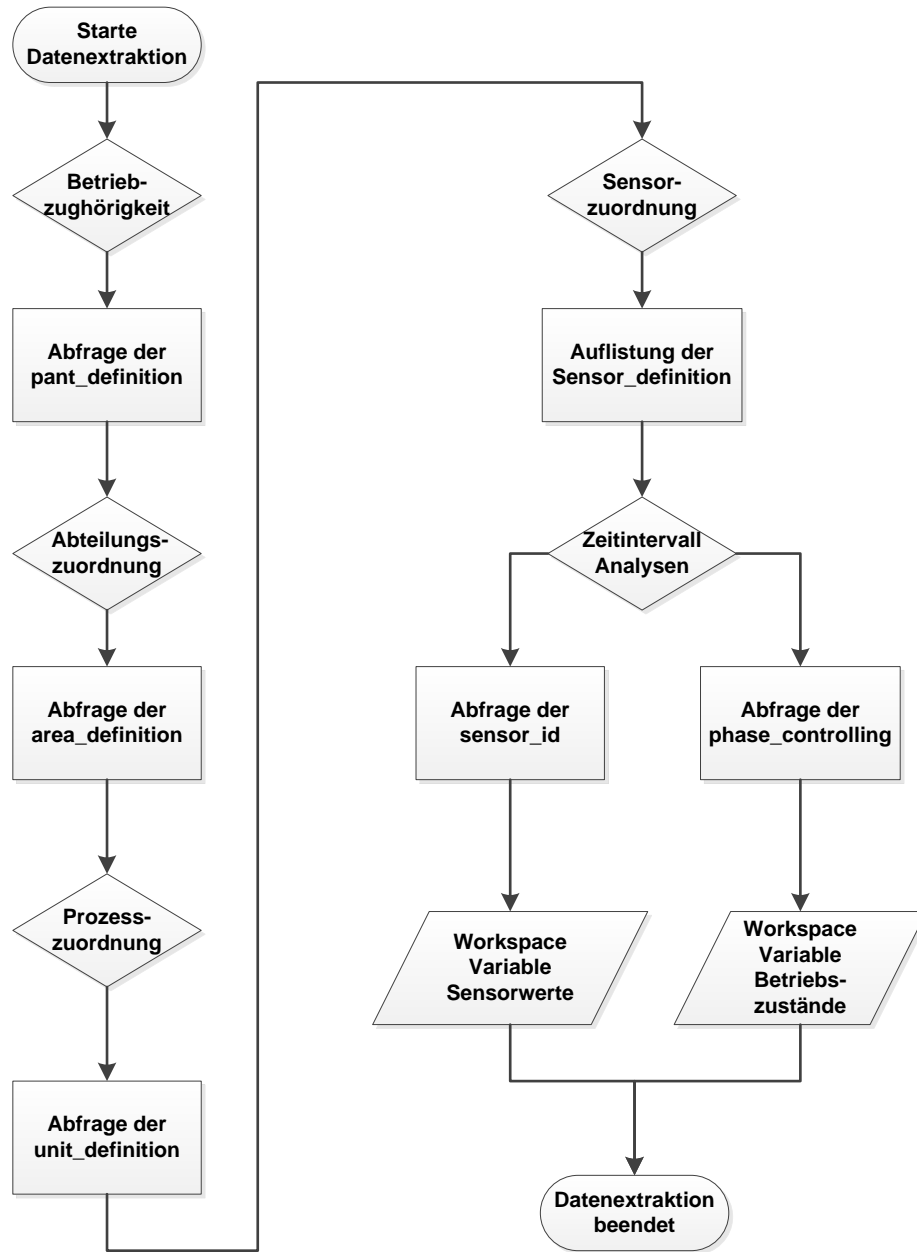 Starte
Datenextraktion
Betrieb-
zughörigkeit
Abfrage der
pant_definition
Abteilungs-
zuordnung
Abfrage der
area_definition
Prozess-
zuordnung
Abfrage der
unit_definition
Sensor-
zuordnung
Auflistung der
Sensor_definition
Zeitintervall
Analysen
Abfrage der
sensor_id
Abfrage der
phase_controlling
Workspace
Variable
Sensorwerte
Workspace
Variable
Betriebs-
zustände
Datenextraktion
beendet